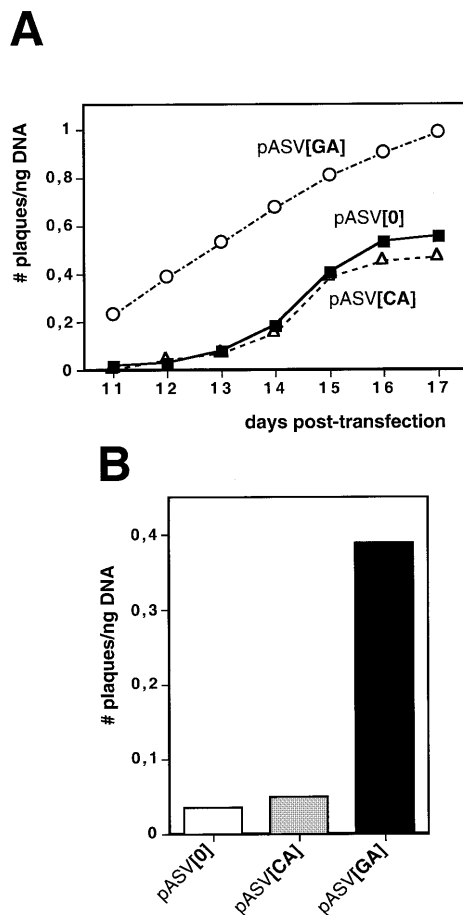 A
# plaques/ng DNA
1
0,8
0,6
0,4
0,2
0
pASV[GA]
pASV[0]
pASV[CA]
11 12 13 14 15 16 17
days post-transfection
B
# plaques/ng DNA
0,4
0,3
0,2
0,1
0
pASV[0] pASV[CA] pASV[GA]